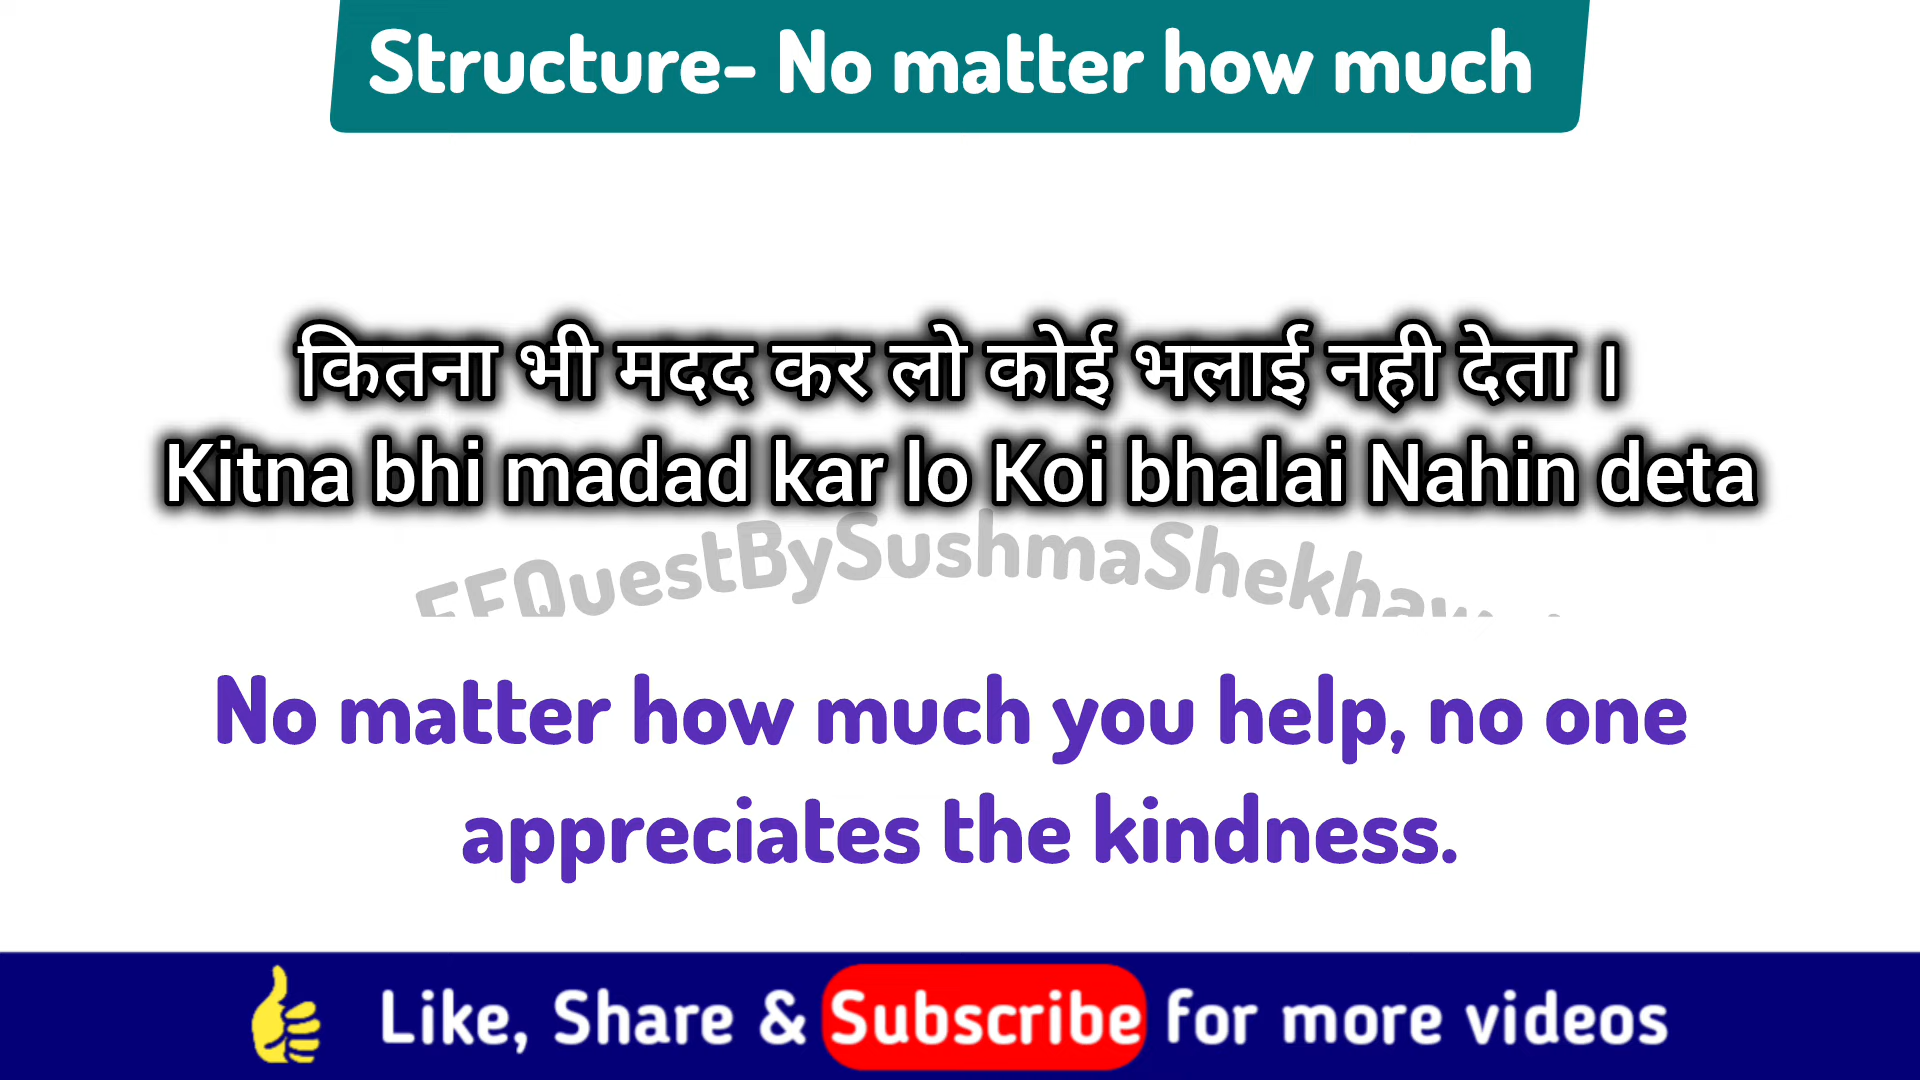 Structure- No matter how much
कितना भी मदद कर लो कोई भलाई नही देता ।
Kitna bhi madad kar lo Koi bhalai Nahin deta
No matter how much you help, no one
appreciates the kindness.
Like, Share & Subscribe for more videos